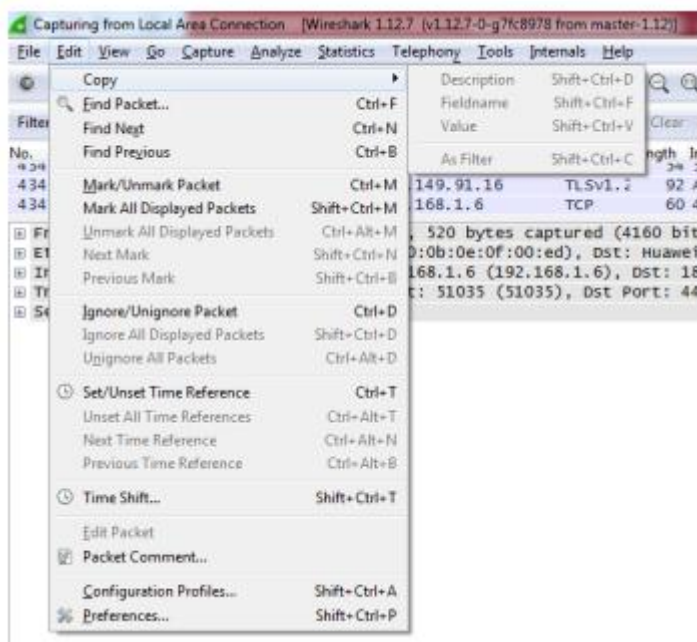 Capturing from Local Area Connection [Wireshark 1.12.7 (v1.12.7-0-g7fc8978 from master-1.12)]
File Edit View Go Capture Analyze Statistics Telephony Tools Internals Help
Copy
Description Shift+Ctrl+D
Find Packet... Ctrl+F
Fieldname Shift+Ctrl+F
Filter
Find Next Ctrl+N
Value Shift+Ctrl+V
Clear
No.
Find Previous Ctrl+B
As Filter Shift+Ctrl+C
ngth
434
Mark/Unmark Packet Ctrl+M
149.91.16 TLSv1.2 92
434
Mark All Displayed Packets Shift+Ctrl+M
168.1.6 TCP 60 4
Fr
Unmark All Displayed Packets Ctrl+Alt+M
, 520 bytes captured (4160 bit
Et
Next Mark Shift+Ctrl+N
0:0b:0e:0f:00:ed), Dst: Huawei
Previous Mark Shift+Ctrl+B
168.1.6 (192.168.1.6), Dst: 18
Tr
Ignore/Unignore Packet Ctrl+D
t: 51035 (51035), Dst Port: 44
Se
Ignore All Displayed Packets Shift+Ctrl+D
Unignore All Packets Ctrl+Alt+D
Set/Unset Time Reference Ctrl+T
Unset All Time References Ctrl+Alt+T
Next Time Reference Ctrl+Alt+N
Previous Time Reference Ctrl+Alt+B
Time Shift... Shift+Ctrl+T
Edit Packet
Packet Comment...
Configuration Profiles... Shift+Ctrl+A
Preferences... Shift+Ctrl+P